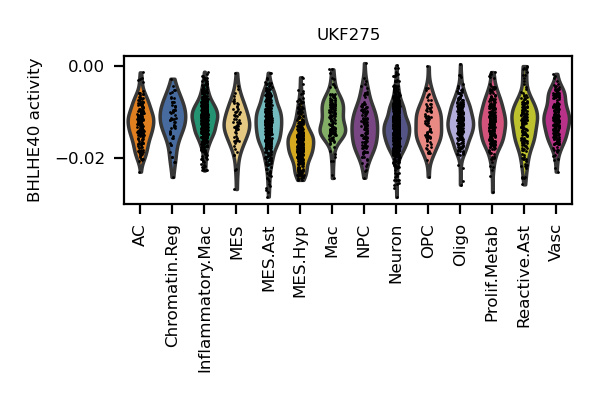 UKF275
BHLHE40 activity
0.00
−0.02
AC
Chromatin.Reg
Inflammatory.Mac
MES
MES.Ast
MES.Hyp
Mac
NPC
Neuron
OPC
Oligo
Prolif.Metab
Reactive.Ast
Vasc